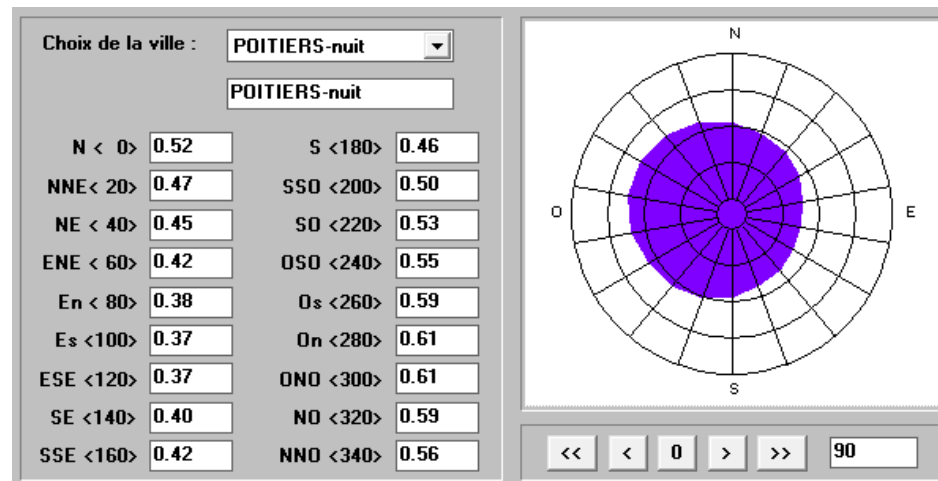 Choix de la ville : POITIERS-nuit
POITIERS-nuit
N < 0> 0.52 S <180> 0.46
NNE< 20> 0.47 SSO <200> 0.50
NE < 40> 0.45 SO <220> 0.53
ENE < 60> 0.42 OSO <240> 0.55
En < 80> 0.38 Os <260> 0.59
Es <100> 0.37 On <280> 0.61
ESE <120> 0.37 ONO <300> 0.61
SE <140> 0.40 NO <320> 0.59
SSE <160> 0.42 NNO <340> 0.56
N
O E
S
<< < 0 > >> 90